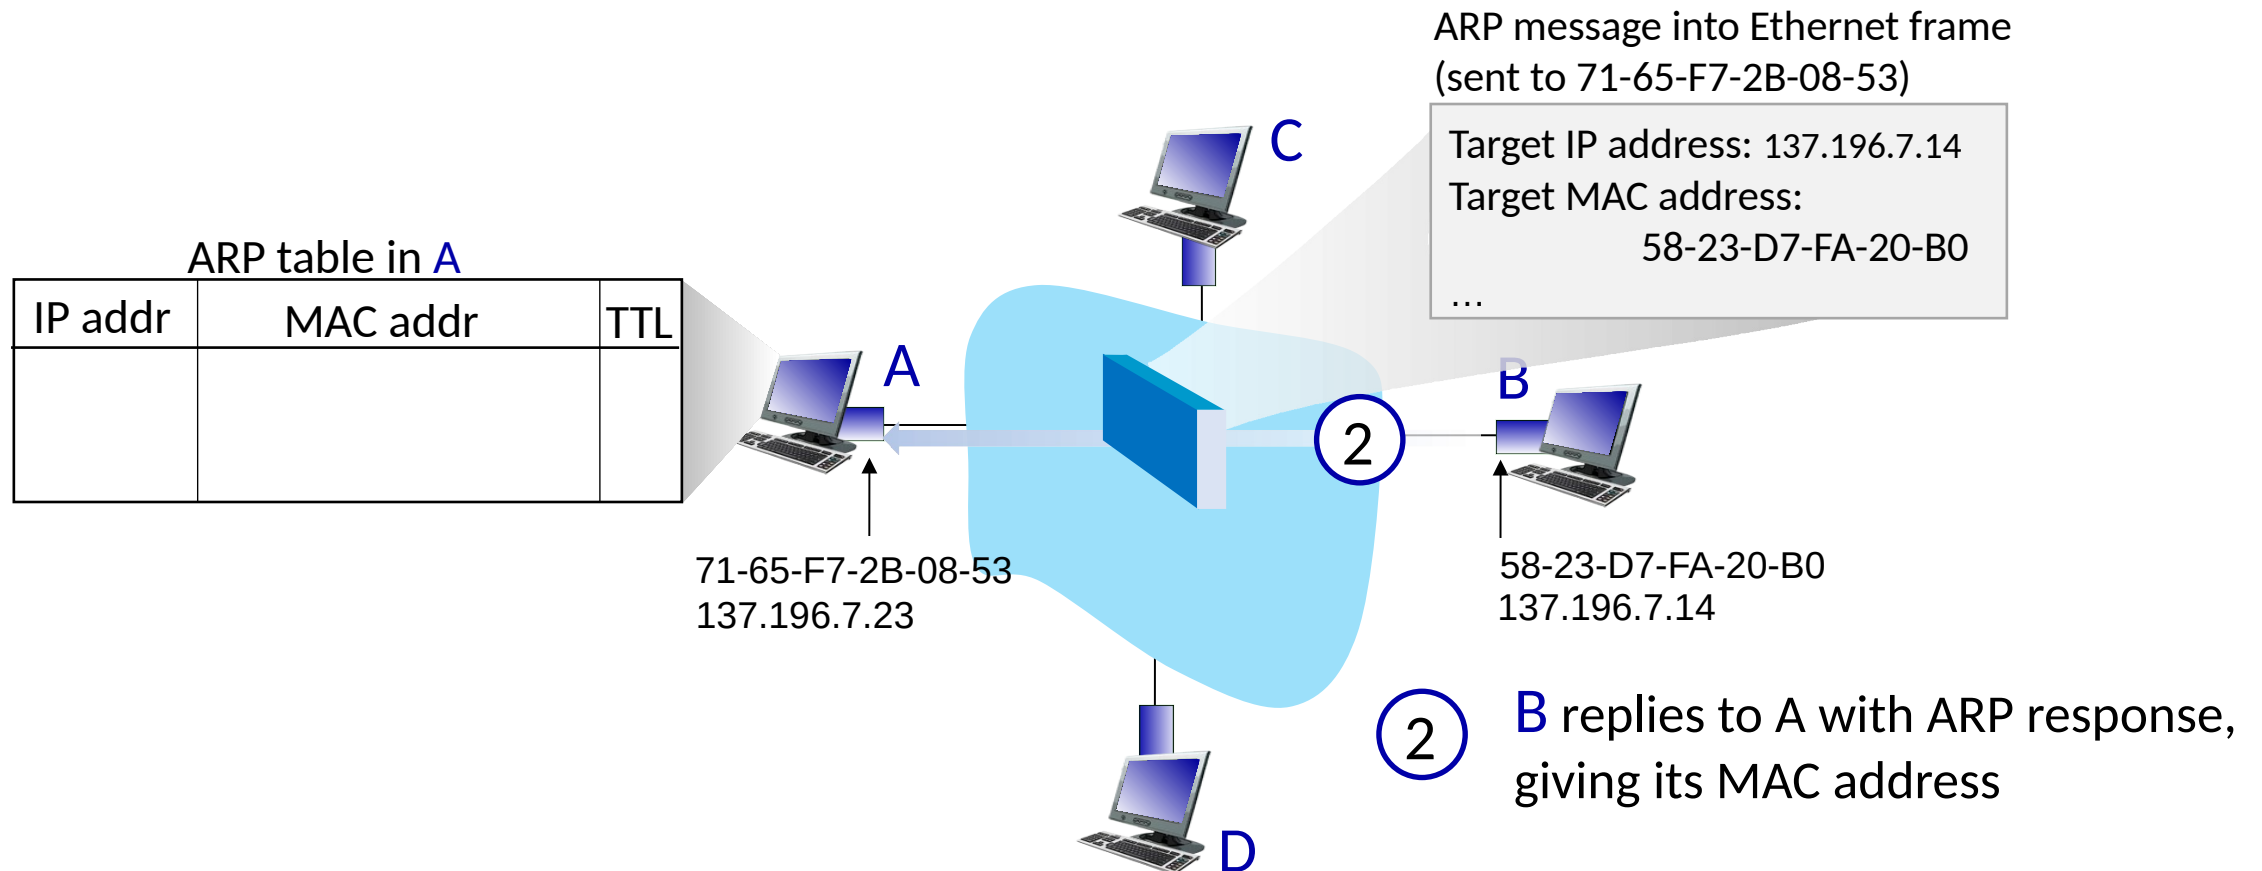 ARP message into Ethernet frame
(sent to 71-65-F7-2B-08-53)
Target IP address: 137.196.7.14
Target MAC address:
58-23-D7-FA-20-B0
...
C
ARP table in A
IP addr MAC addr TTL
A
B
2
71-65-F7-2B-08-53
137.196.7.23
58-23-D7-FA-20-B0
137.196.7.14
2
B replies to A with ARP response,
giving its MAC address
D